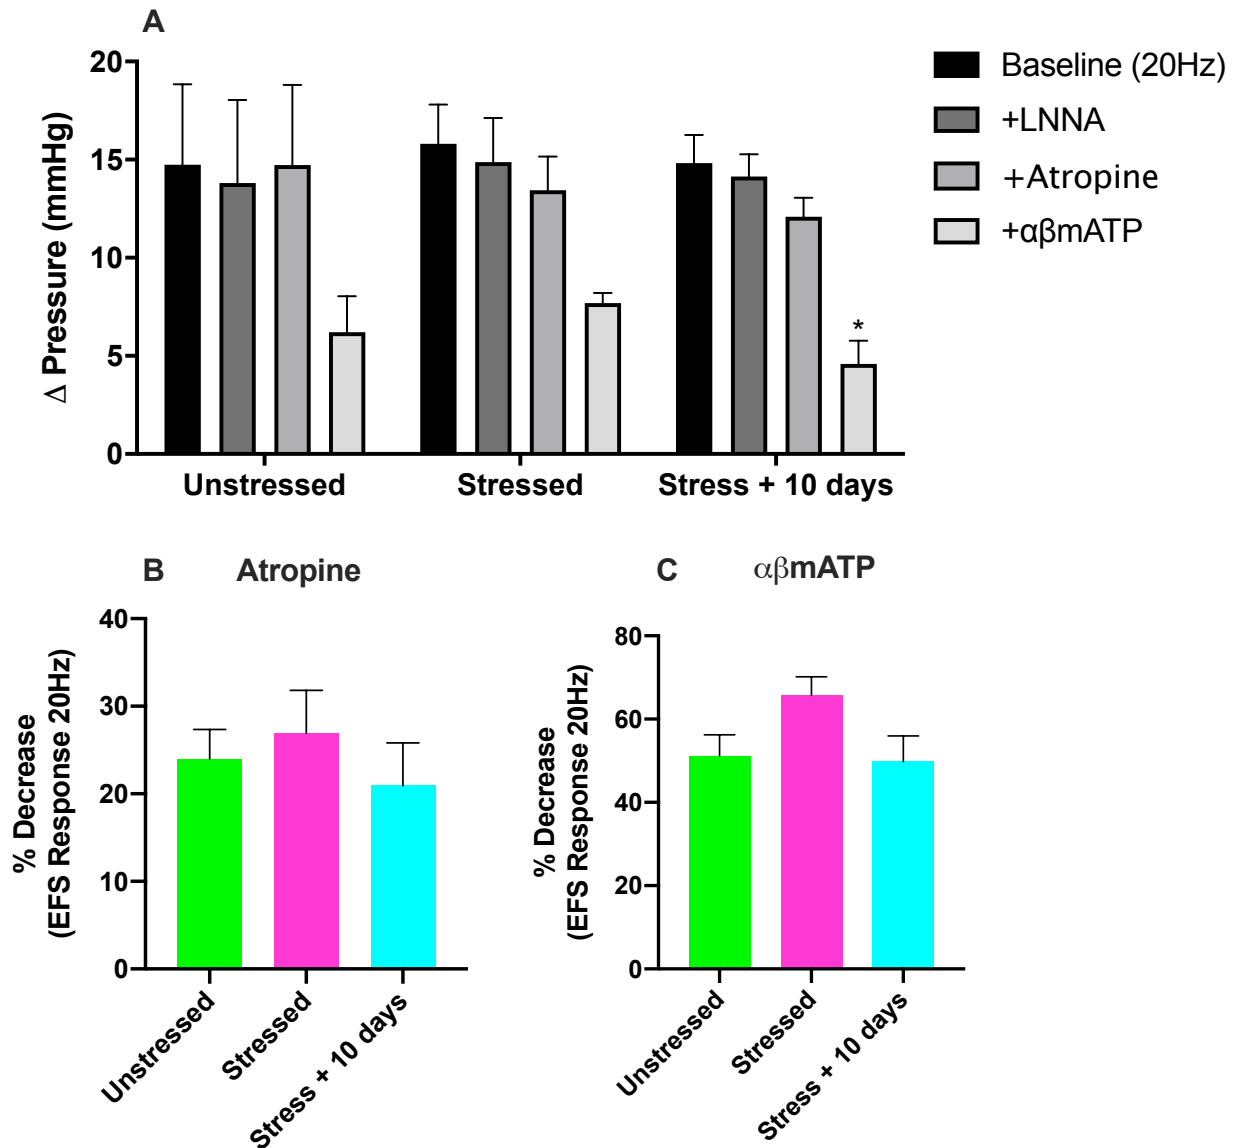 A
Δ Pressure (mmHg)
20
15
10
5
0
Baseline (20Hz)
+LNNA
+Atropine
+αβmATP
*
Unstressed
Stressed
Stress + 10 days
B
Atropine
% Decrease
(EFS Response 20Hz)
40
30
20
10
0
Unstressed
Stressed
Stress + 10 days
C
αβmATP
% Decrease
(EFS Response 20Hz)
80
60
40
20
0
Unstressed
Stressed
Stress + 10 days